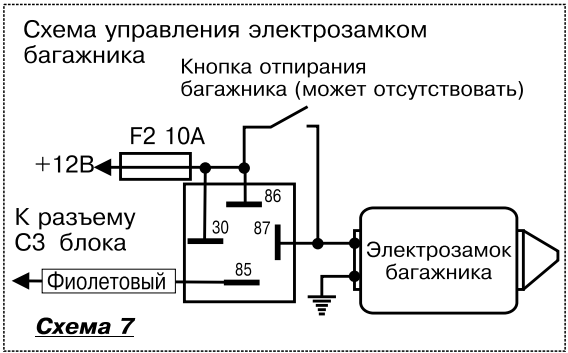 Схема управления электрозамком
багажника
Кнопка отпирания
багажника (может отсутствовать)
F2 10A
+12В
86
30
87
85
К разъему
С3 блока
Фиолетовый
Электрозамок
багажника
Схема 7